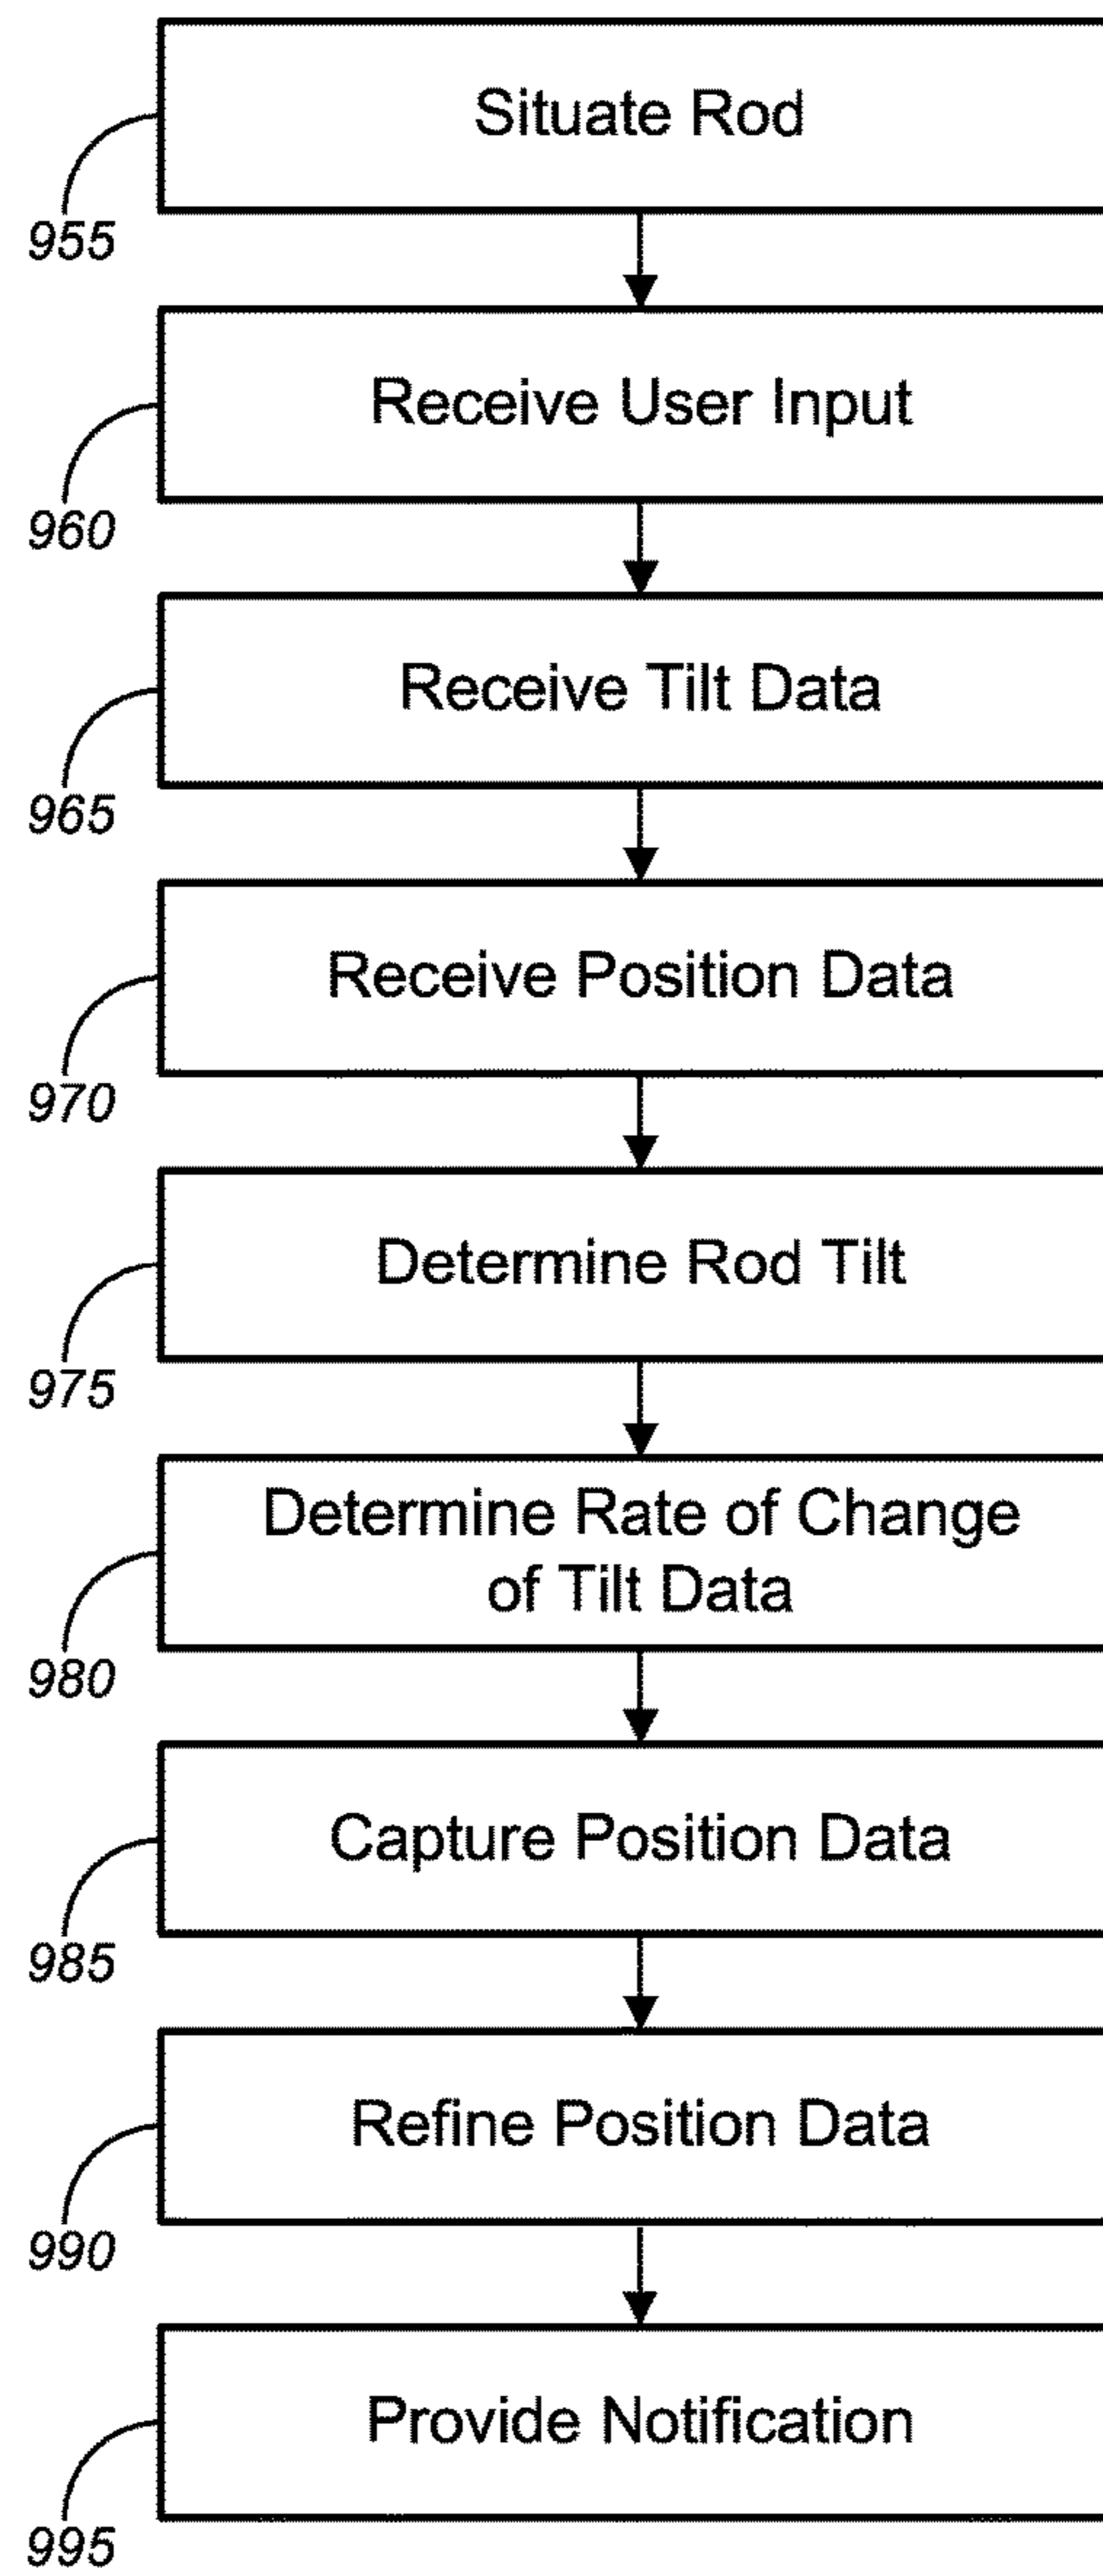 Situate Rod
955
Receive User Input
960
Receive Tilt Data
965
Receive Position Data
970
Determine Rod Tilt
975
Determine Rate of Change
of Tilt Data
980
Capture Position Data
985
Refine Position Data
990
Provide Notification
995